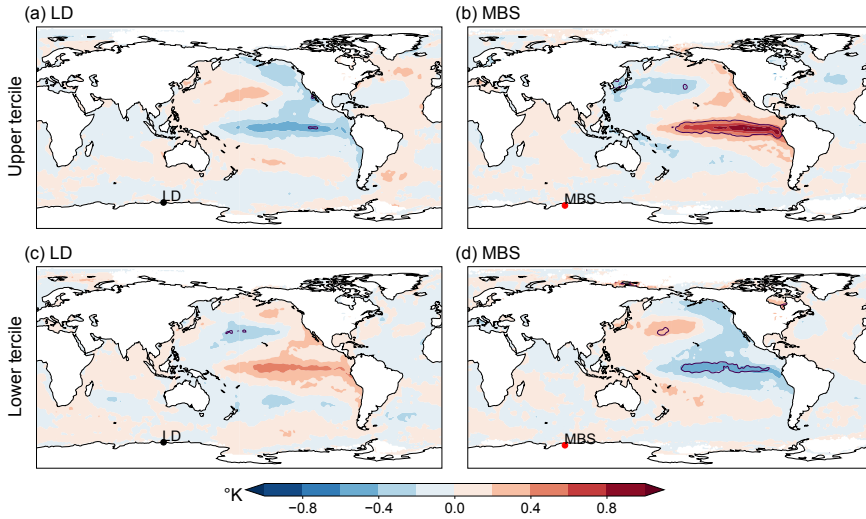 (a) LD
(b) MBS
Upper tercile
LD
MBS
(c) LD
(d) MBS
Lower tercile
LD
MBS
°K
−0.8 −0.4 0.0 0.4 0.8